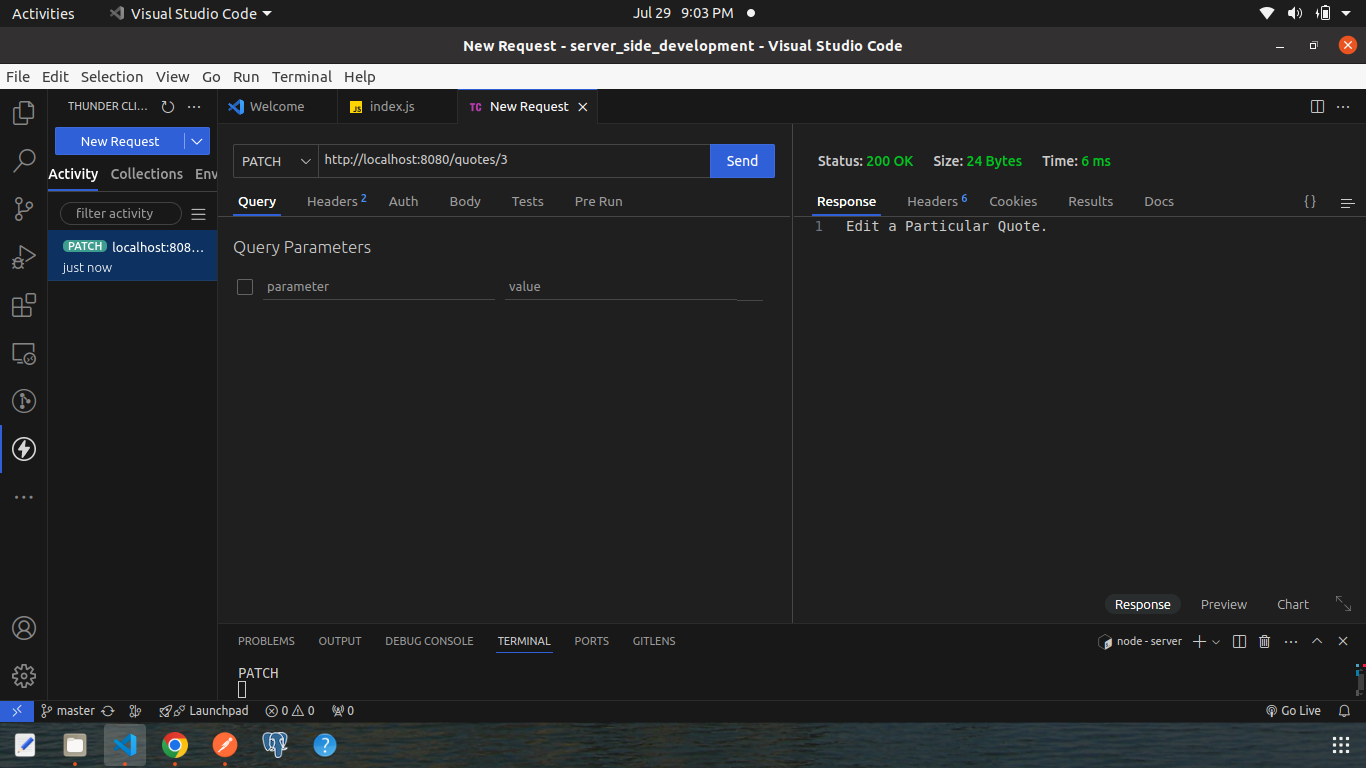 Activities Visual Studio Code Jul 29 9:03 PM
New Request - server_side_development - Visual Studio Code
File Edit Selection View Go Run Terminal Help
THUNDER CLI...
Welcome
JS index.js
TC New Request
New Request
Activity Collections Env
filter activity
PATCH localhost:808...
just now
PATCH http://localhost:8080/quotes/3 Send
Query Headers 2 Auth Body Tests Pre Run
Query Parameters
parameter value
Status: 200 OK Size: 24 Bytes Time: 6 ms
Response Headers 6 Cookies Results Docs {}
1 Edit a Particular Quote.
Response Preview Chart
PROBLEMS OUTPUT DEBUG CONSOLE TERMINAL PORTS GITLENS node - server
PATCH
master Launchpad 0 0 0 Go Live